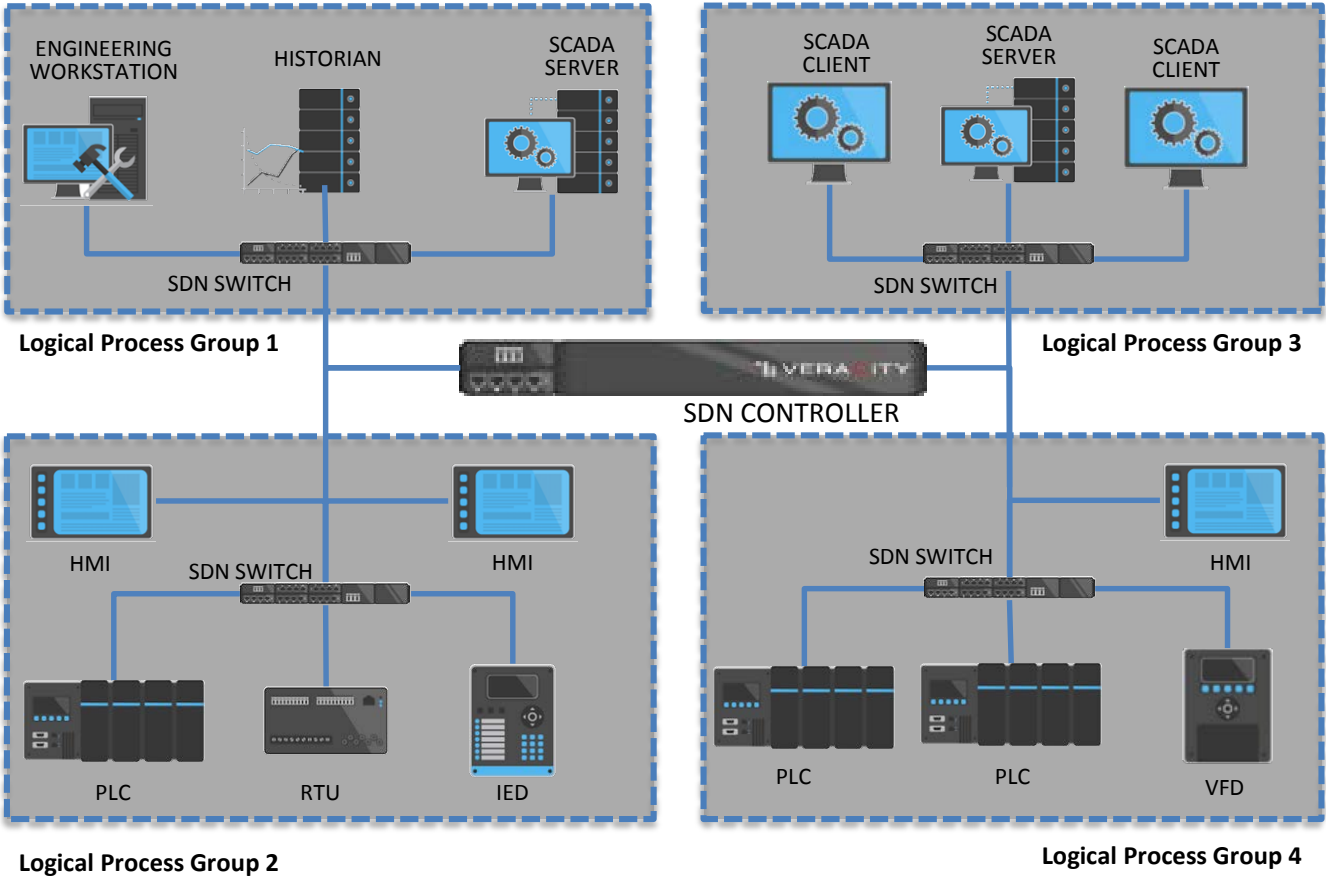 ENGINEERING
WORKSTATION
HISTORIAN
SCADA
SERVER
SDN SWITCH
Logical Process Group 1
SCADA
CLIENT
SCADA
SERVER
SCADA
CLIENT
SDN SWITCH
Logical Process Group 3
VERACITY
SDN CONTROLLER
HMI
HMI
SDN SWITCH
PLC
RTU
IED
Logical Process Group 2
HMI
SDN SWITCH
PLC
PLC
VFD
Logical Process Group 4